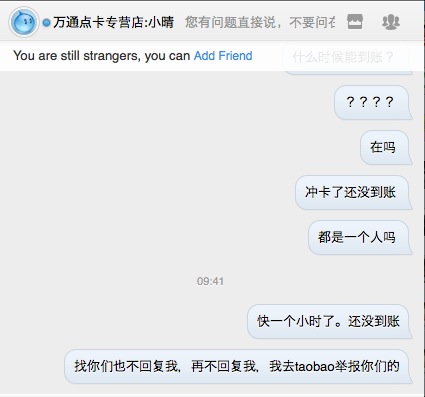 万通点卡专营店:小晴 您有问题直接说，不要问在
You are still strangers, you can Add Friend
什么时候能到账？
？？？？
在吗
冲卡了还没到账
都是一个人吗
09:41
快一个小时了。还没到账
找你们也不回复我，再不回复我，我去taobao举报你们的